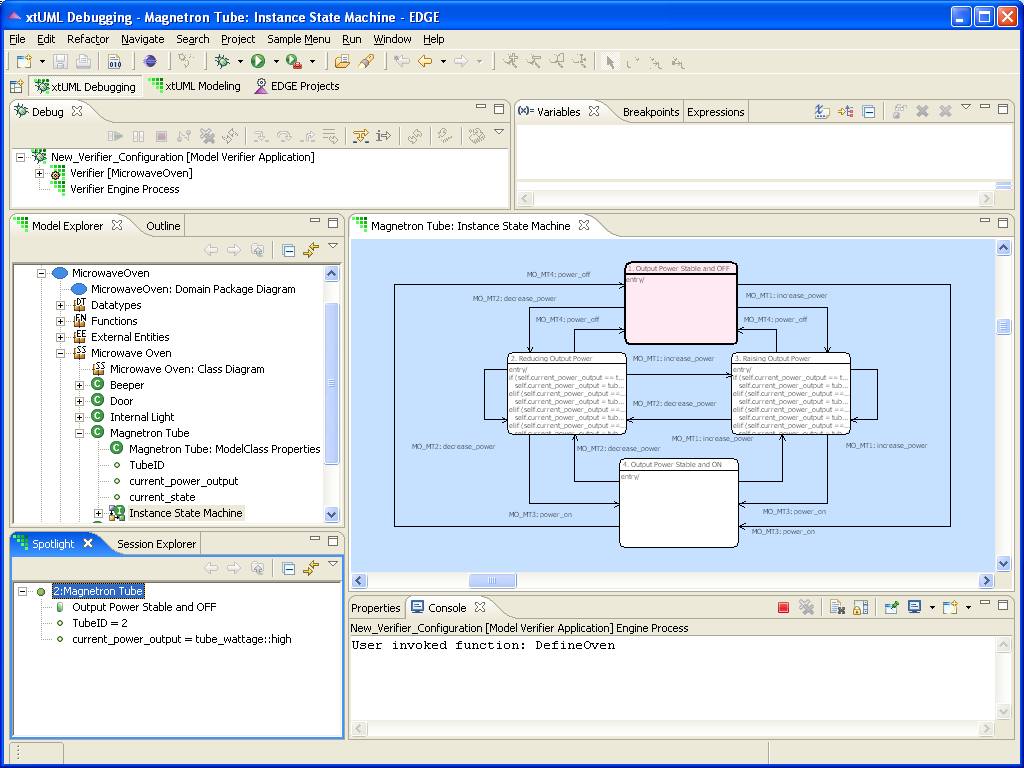 xtUML Debugging - Magnetron Tube: Instance State Machine - EDGE
File Edit Refactor Navigate Search Project Sample Menu Run Window Help
xtUML Debugging xtUML Modeling EDGE Projects
Debug
New_Verifier_Configuration [Model Verifier Application]
Verifier [MicrowaveOven]
Verifier Engine Process
Variables Breakpoints Expressions
Model Explorer Outline
MicrowaveOven
MicrowaveOven: Domain Package Diagram
Datatypes
Functions
External Entities
Microwave Oven
Microwave Oven: Class Diagram
Beeper
Door
Internal Light
Magnetron Tube
Magnetron Tube: ModelClass Properties
TubeID
current_power_output
current_state
Instance State Machine
Magnetron Tube: Instance State Machine
1. Output Power Stable and OFF
entry/
MO_MT4: power_off
MO_MT2: decrease_power
MO_MT1: increase_power
MO_MT4: power_off
MO_MT4: power_off
2. Reducing Output Power
entry/
if (self.current_power_output == t...
self.current_power_output = tub...
elif (self.current_power_output ==...
self.current_power_output = tub...
elif (self.current_power_output ==...
self.current_power_output = tub...
elif (self.current_power_output ==...
MO_MT1: increase_power
MO_MT2: decrease_power
3. Raising Output Power
entry/
if (self.current_power_output == t...
self.current_power_output = tub...
elif (self.current_power_output ==...
self.current_power_output = tub...
elif (self.current_power_output ==...
self.current_power_output = tub...
elif (self.current_power_output ==...
MO_MT2: decrease_power
MO_MT2: decrease_power
MO_MT1: increase_power
MO_MT1: increase_power
4. Output Power Stable and ON
entry/
MO_MT3: power_on
MO_MT3: power_on
MO_MT3: power_on
Spotlight Session Explorer
2:Magnetron Tube
Output Power Stable and OFF
TubeID = 2
current_power_output = tube_wattage::high
Properties Console
New_Verifier_Configuration [Model Verifier Application] Engine Process
User invoked function: DefineOven